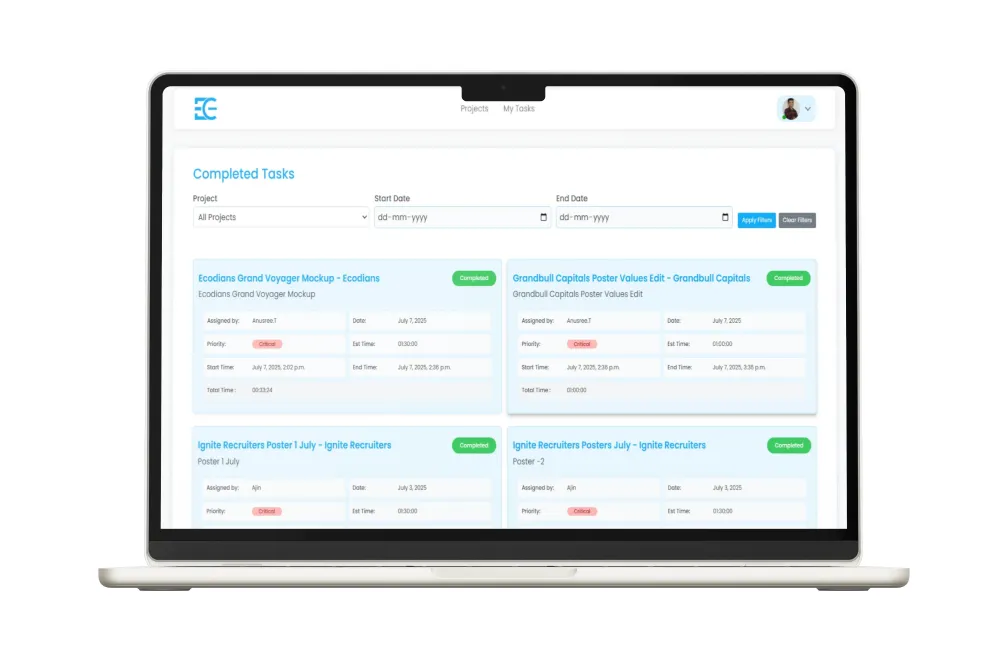 EC
Projects My Tasks
Completed Tasks
Project Start Date End Date
All Projects dd-mm-yyyy dd-mm-yyyy Apply Filters Clear Filters
Ecodians Grand Voyager Mockup - Ecodians Completed
Ecodians Grand Voyager Mockup
Assigned by: Anusree.T Date: July 7, 2025
Priority: Critical Est Time: 01:30:00
Start Time: July 7, 2025, 2:02 p.m. End Time: July 7, 2025, 2:36 p.m.
Total Time : 00:33:24
Grandbull Capitals Poster Values Edit - Grandbull Capitals Completed
Grandbull Capitals Poster Values Edit
Assigned by: Anusree.T Date: July 7, 2025
Priority: Critical Est Time: 01:00:00
Start Time: July 7, 2025, 2:38 p.m. End Time: July 7, 2025, 3:38 p.m.
Total Time : 01:00:00
Ignite Recruiters Poster 1 July - Ignite Recruiters Completed
Poster 1 July
Assigned by: Ajin Date: July 3, 2025
Priority: Critical Est Time: 01:30:00
Ignite Recruiters Posters July - Ignite Recruiters Completed
Poster -2
Assigned by: Ajin Date: July 3, 2025
Priority: Critical Est Time: 01:30:00